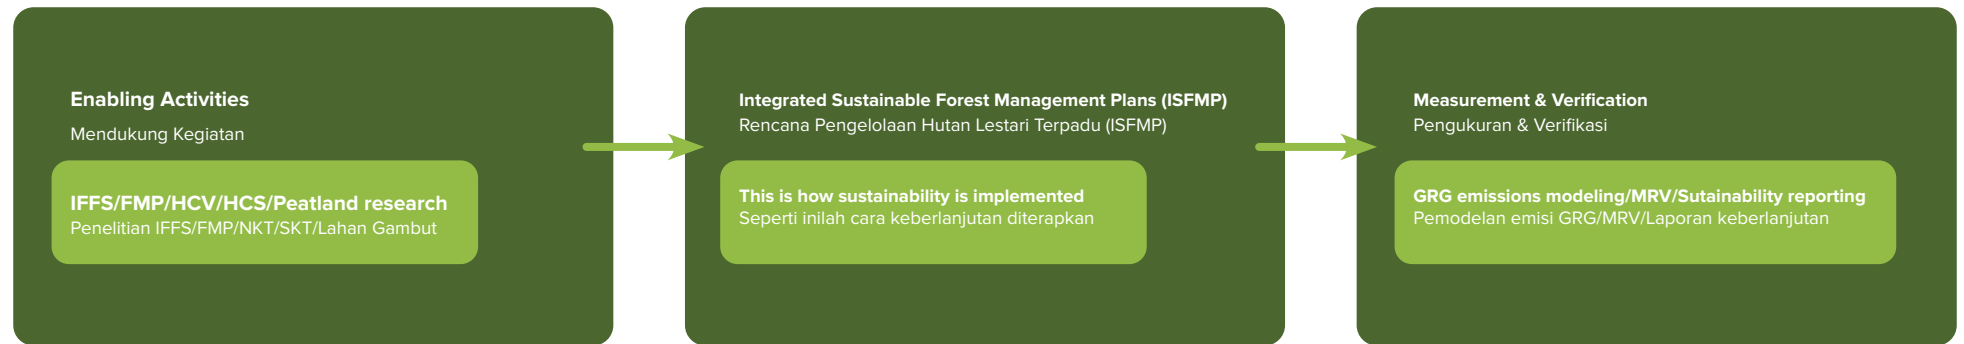 Enabling Activities
Mendukung Kegiatan
IFFS/FMP/HCV/HCS/Peatland research
Penelitian IFFS/FMP/NKT/SKT/Lahan Gambut
Integrated Sustainable Forest Management Plans (ISFMP)
Rencana Pengelolaan Hutan Lestari Terpadu (ISFMP)
This is how sustainability is implemented
Seperti inilah cara keberlanjutan diterapkan
Measurement & Verification
Pengukuran & Verifikasi
GRG emissions modeling/MRV/Sutainability reporting
Pemodelan emisi GRG/MRV/Laporan keberlanjutan